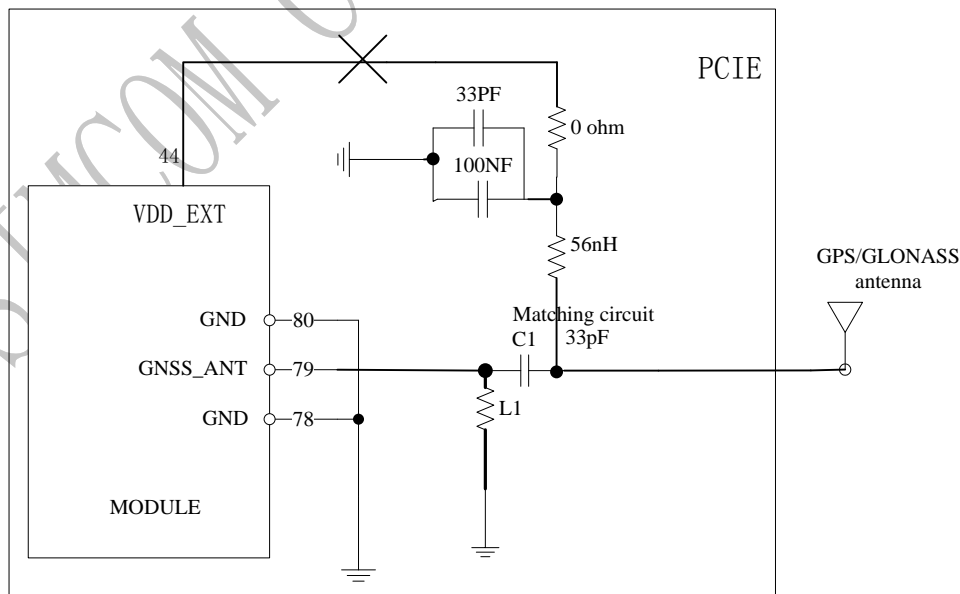 SIMCOM
PCIE
33PF
0 ohm
44
100NF
VDD_EXT
56nH
GPS/GLONASS
antenna
GND
80
Matching circuit
C1
33pF
GNSS_ANT
79
L1
GND
78
MODULE